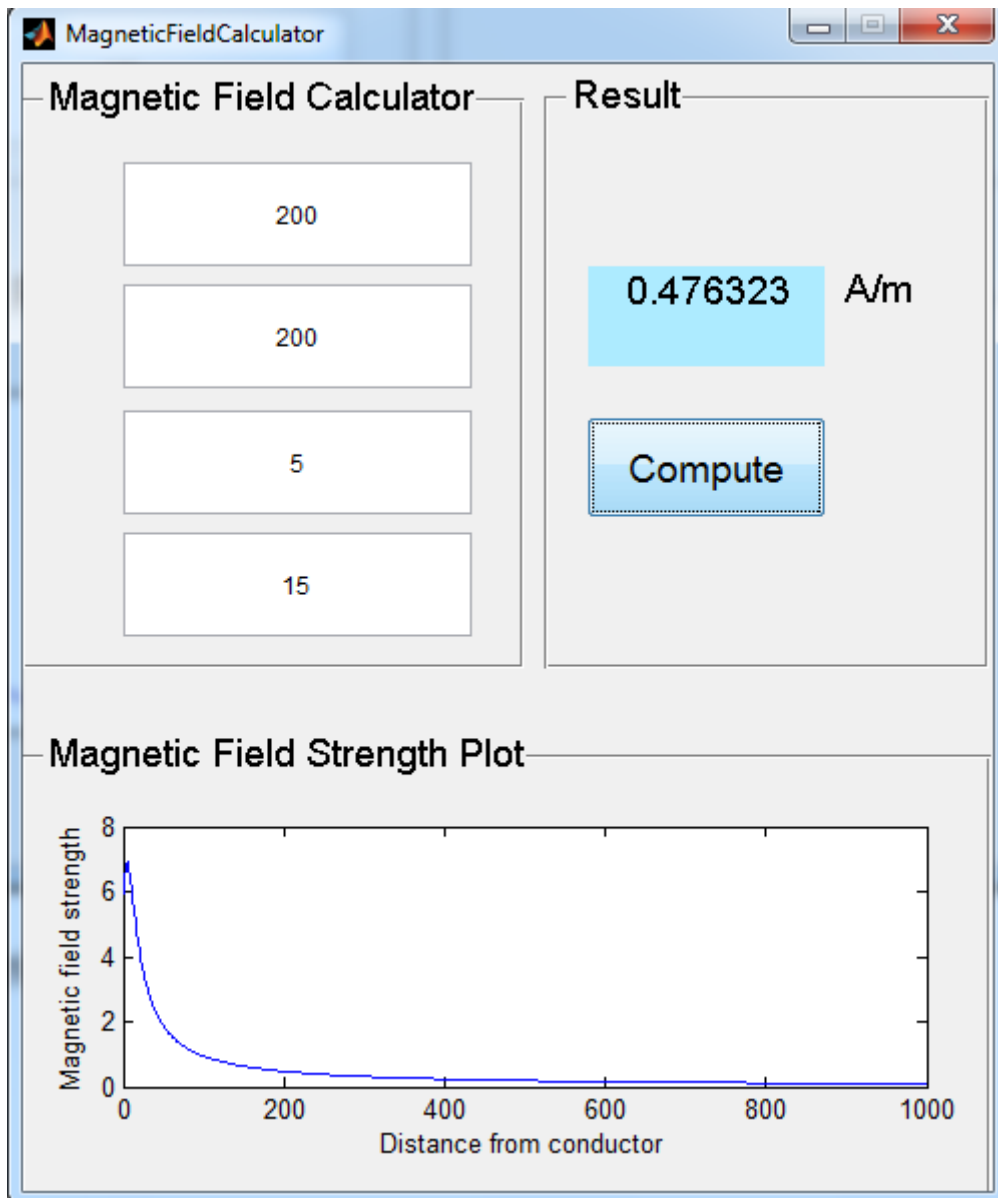 MagneticFieldCalculator
Magnetic Field Calculator
200
200
5
15
Result
0.476323 A/m
Compute
Magnetic Field Strength Plot
Magnetic field strength
8
6
4
2
0
0 200 400 600 800 1000
Distance from conductor